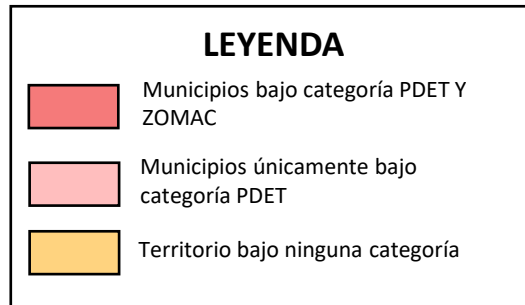 LEYENDA
Municipios bajo categoría PDET Y
ZOMAC
Municipios únicamente bajo
categoría PDET
Territorio bajo ninguna categoría